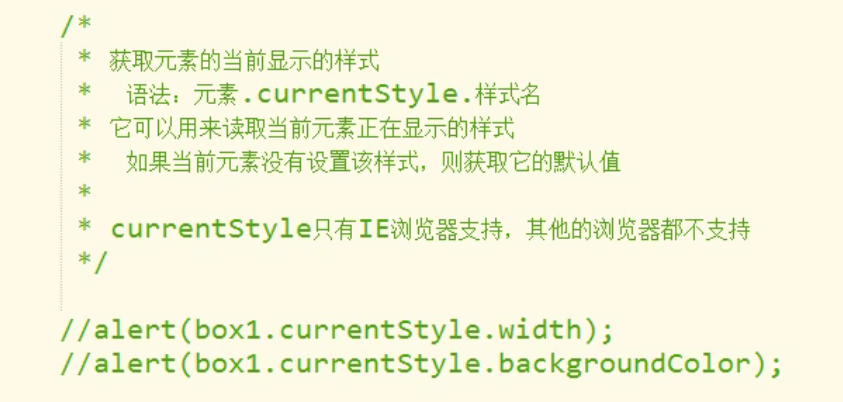 /*
* 获取元素的当前显示的样式
* 语法：元素.currentStyle.样式名
* 它可以用来读取当前元素正在显示的样式
* 如果当前元素没有设置该样式，则获取它的默认值
*
* currentStyle只有IE浏览器支持，其他的浏览器都不支持
*/
//alert(box1.currentStyle.width);
//alert(box1.currentStyle.backgroundColor);